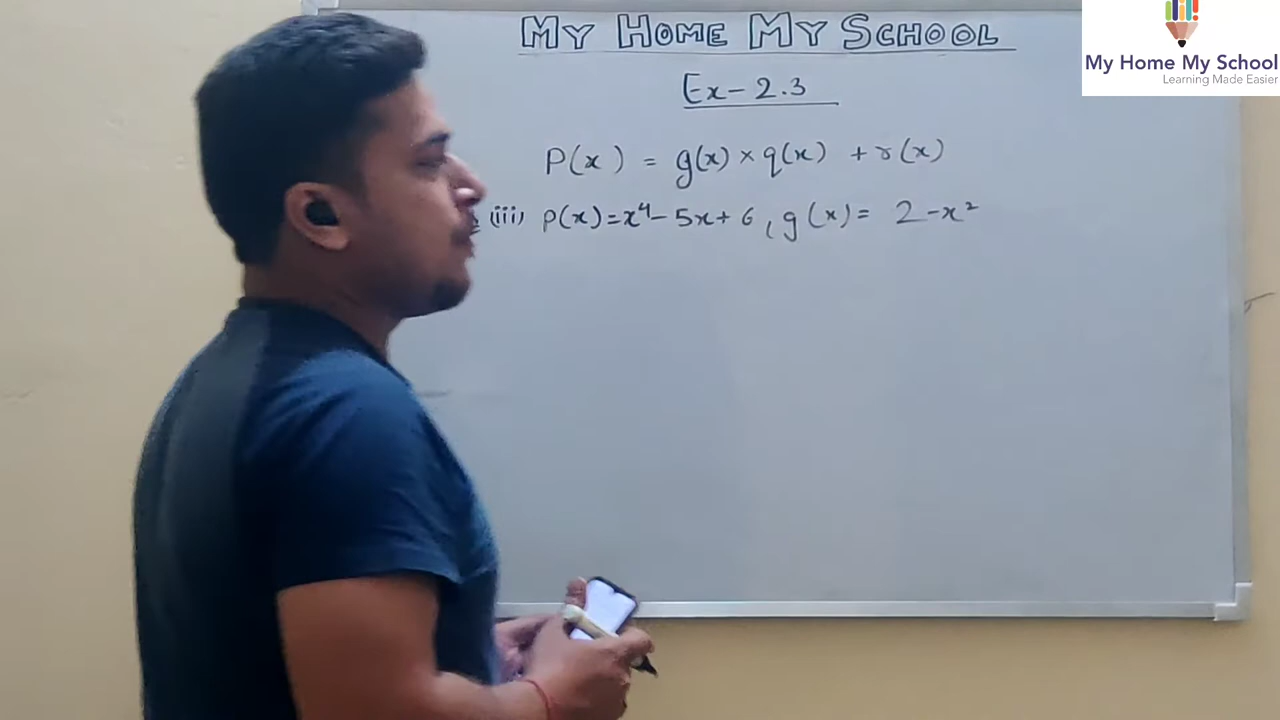 MY HOME MY SCHOOL
My Home My School
Learning Made Easier
Ex-2.3
P(x) = g(x) × q(x) + r(x)
(iii) p(x)=x⁴- 5x+ 6, g(x)= 2-x²